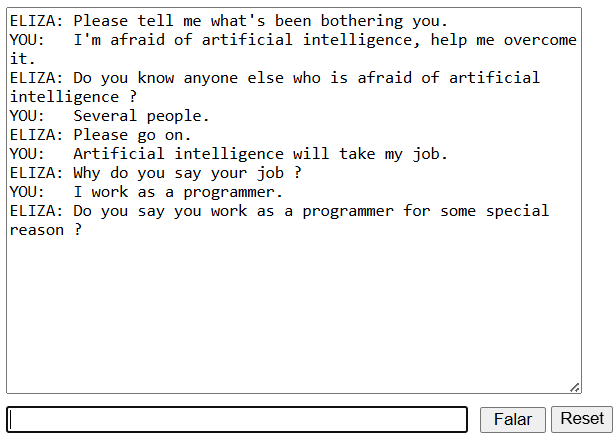 ELIZA: Please tell me what's been bothering you.
YOU:   I'm afraid of artificial intelligence, help me overcome
it.
ELIZA: Do you know anyone else who is afraid of artificial
intelligence ?
YOU:   Several people.
ELIZA: Please go on.
YOU:   Artificial intelligence will take my job.
ELIZA: Why do you say your job ?
YOU:   I work as a programmer.
ELIZA: Do you say you work as a programmer for some special
reason ?
Falar Reset